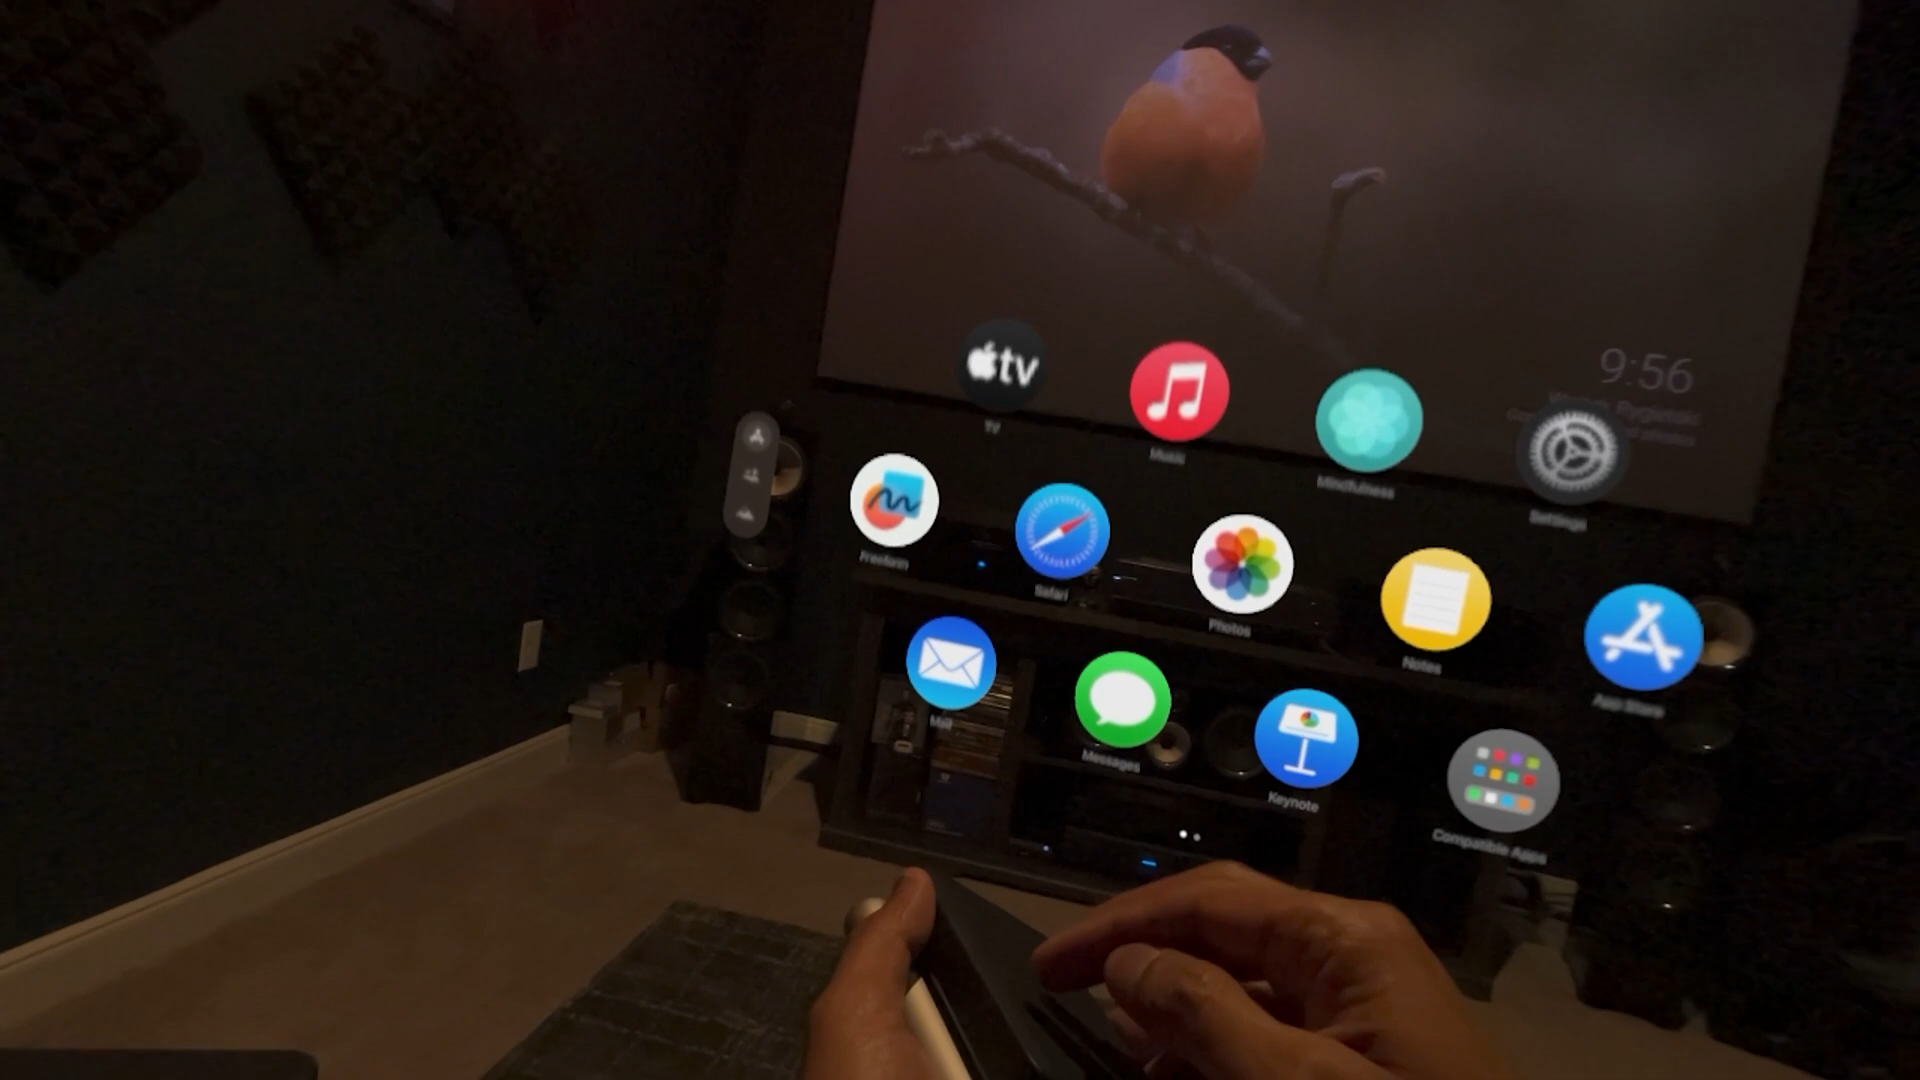 9:56
tv
TV
Music
Mindfulness
Settings
Freeform
Safari
Photos
Notes
App Store
Mail
Messages
Keynote
Compatible Apps